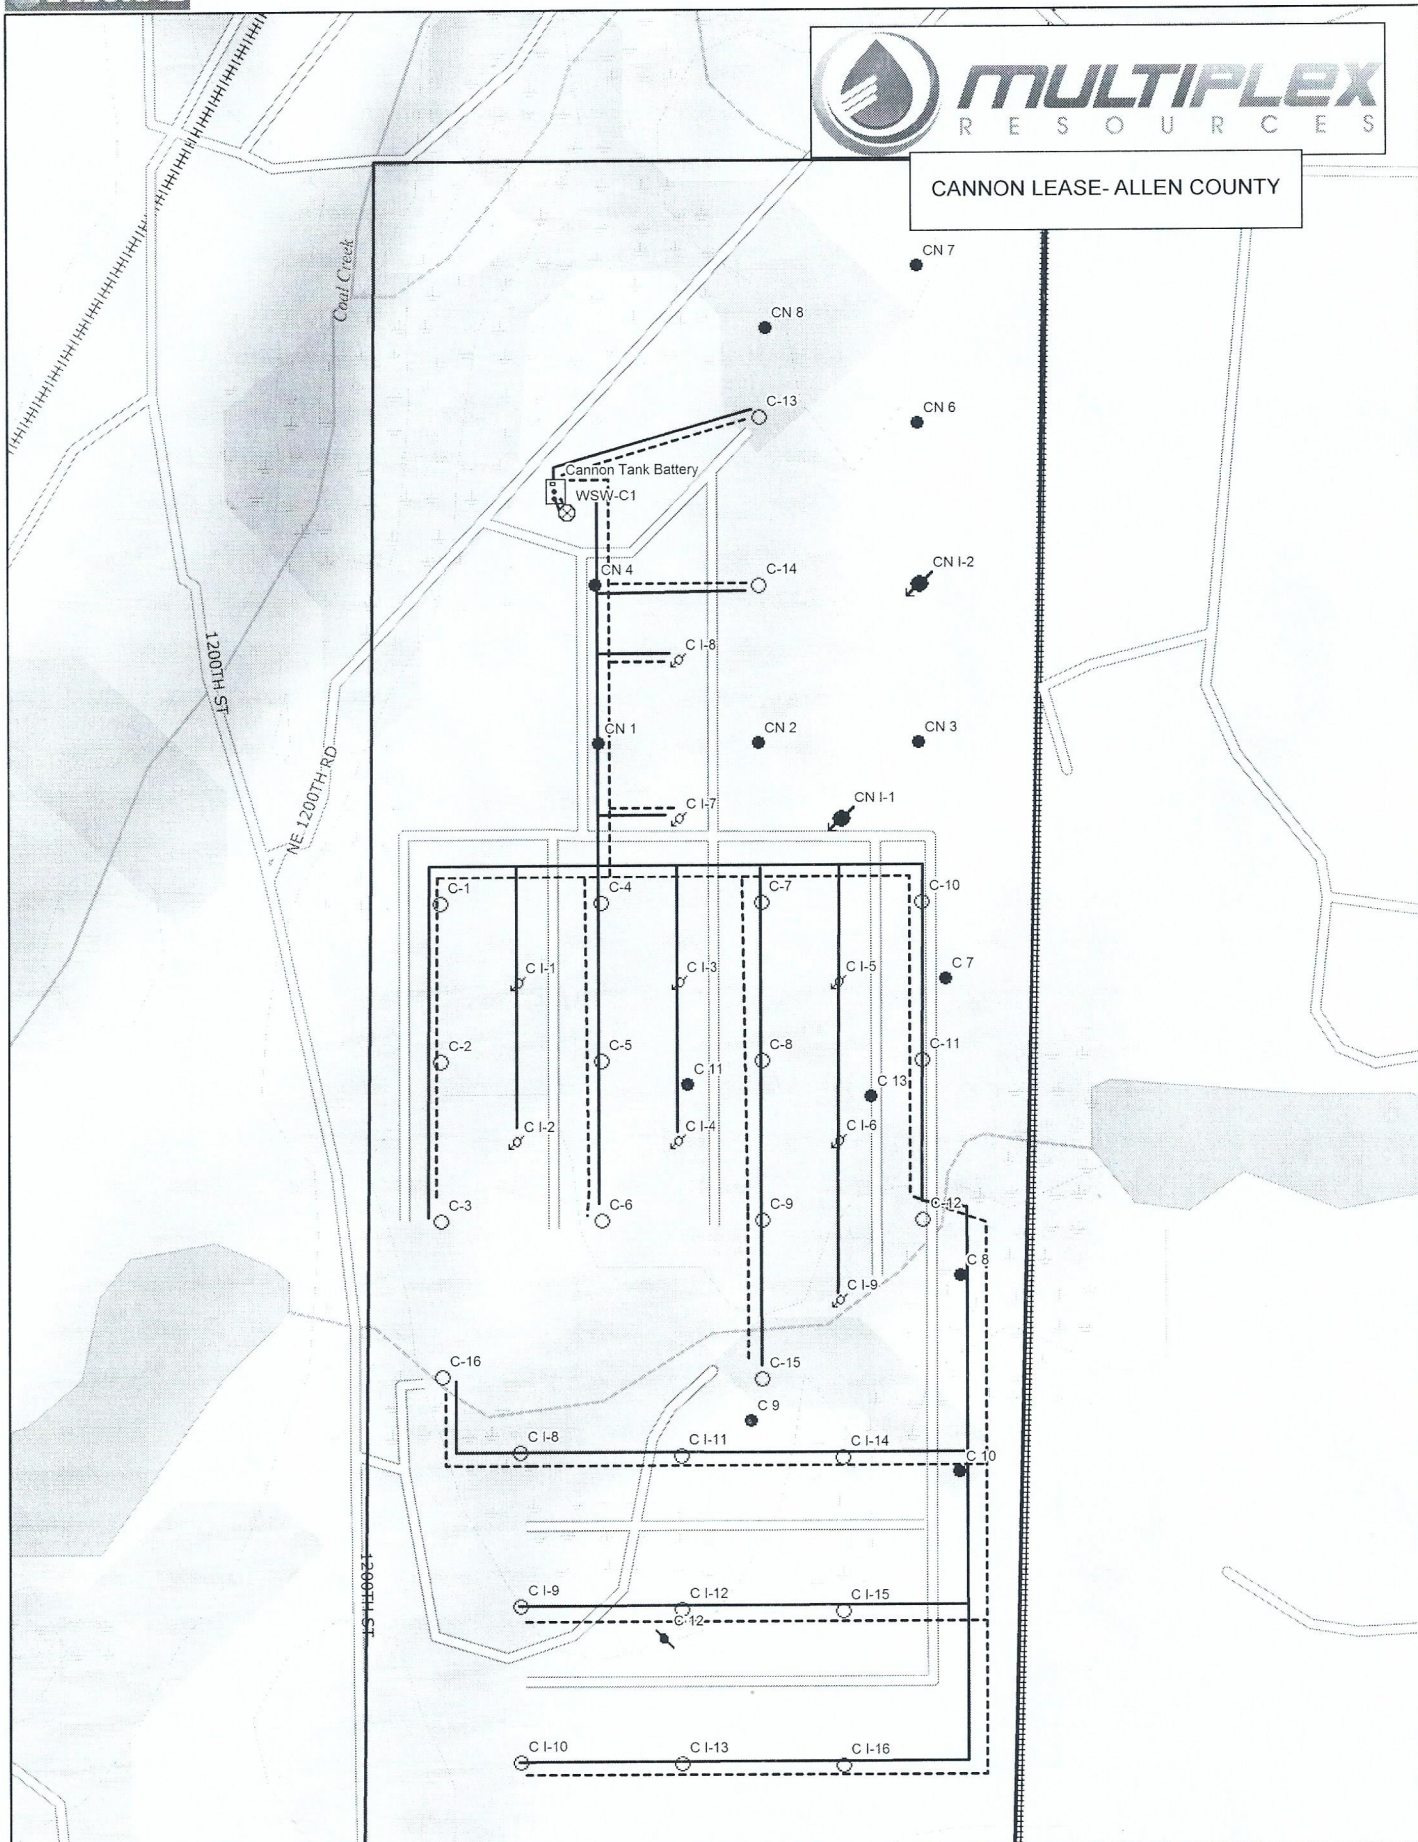 MULTIPLEX
RESOURCES
CANNON LEASE- ALLEN COUNTY
Coal Creek
CN 7
CN 8
C-13
CN 6
Cannon Tank Battery
WSW-C1
CN 4
C-14
CN I-2
C I-8
1200TH ST
CN 1
CN 2
CN 3
NE 1200TH RD
C I-7
CN I-1
C-1
C-4
C-7
C-10
C I-1
C I-3
C I-5
C 7
C-2
C-5
C-8
C-11
C 11
C 13
C I-2
C I-4
C I-6
C-3
C-6
C-9
C-12
C 8
C I-9
C-16
C-15
C 9
C I-8
C I-11
C I-14
C 10
1200TH ST
C I-9
C I-12
C I-15
C 12
C I-10
C I-13
C I-16